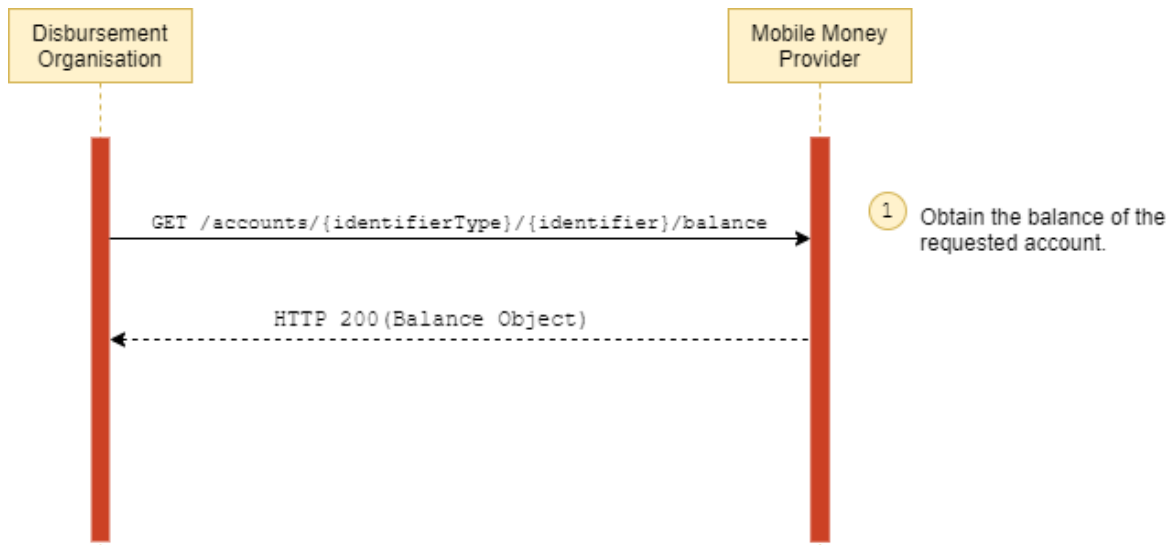 Disbursement
Organisation
Mobile Money
Provider
GET /accounts/{identifierType}/{identifier}/balance
1
Obtain the balance of the
requested account.
HTTP 200(Balance Object)